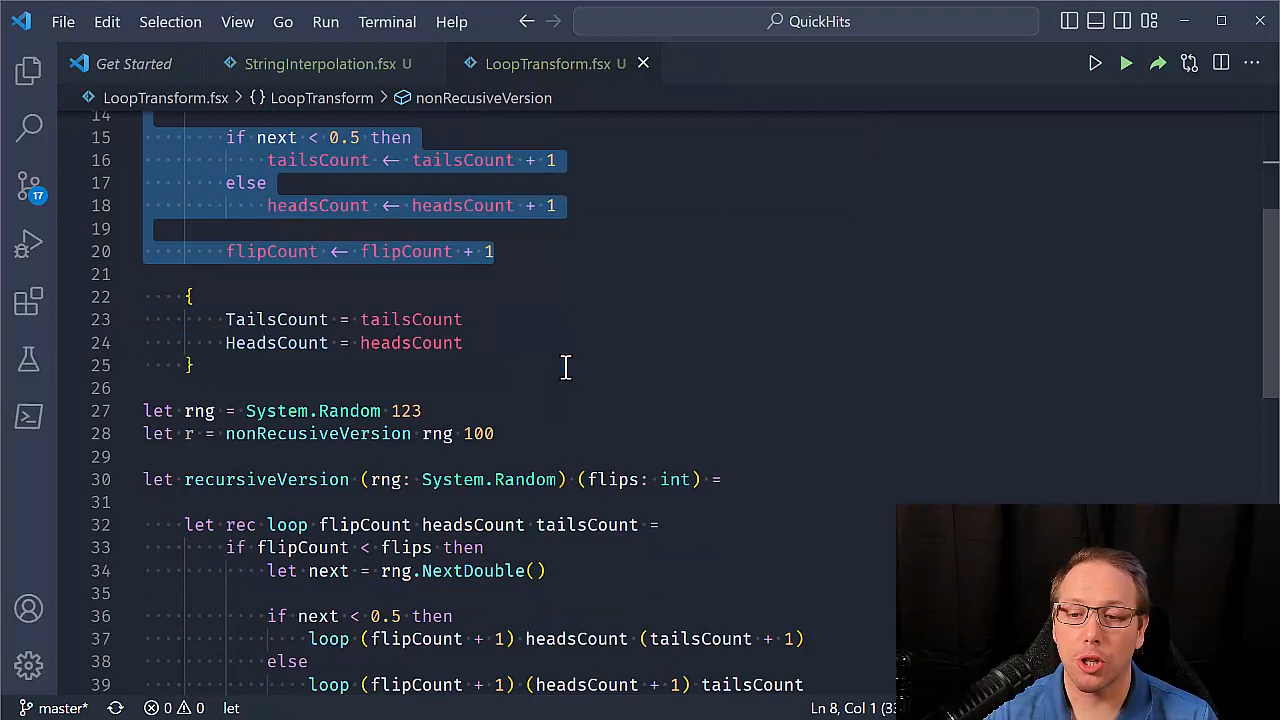 File Edit Selection View Go Run Terminal Help QuickHits
Get Started StringInterpolation.fsx U LoopTransform.fsx U
LoopTransform.fsx > {} LoopTransform > nonRecusiveVersion
14
15 if next < 0.5 then
16 tailsCount <- tailsCount + 1
17 else
18 headsCount <- headsCount + 1
19
20 flipCount <- flipCount + 1
21
22 {
23 TailsCount = tailsCount
24 HeadsCount = headsCount
25 }
26
27 let rng = System.Random 123
28 let r = nonRecusiveVersion rng 100
29
30 let recursiveVersion (rng: System.Random) (flips: int) =
31
32 let rec loop flipCount headsCount tailsCount =
33 if flipCount < flips then
34 let next = rng.NextDouble()
35
36 if next < 0.5 then
37 loop (flipCount + 1) headsCount (tailsCount + 1)
38 else
39 loop (flipCount + 1) (headsCount + 1) tailsCount
17
master* 0 0 let Ln 8, Col 1 (33